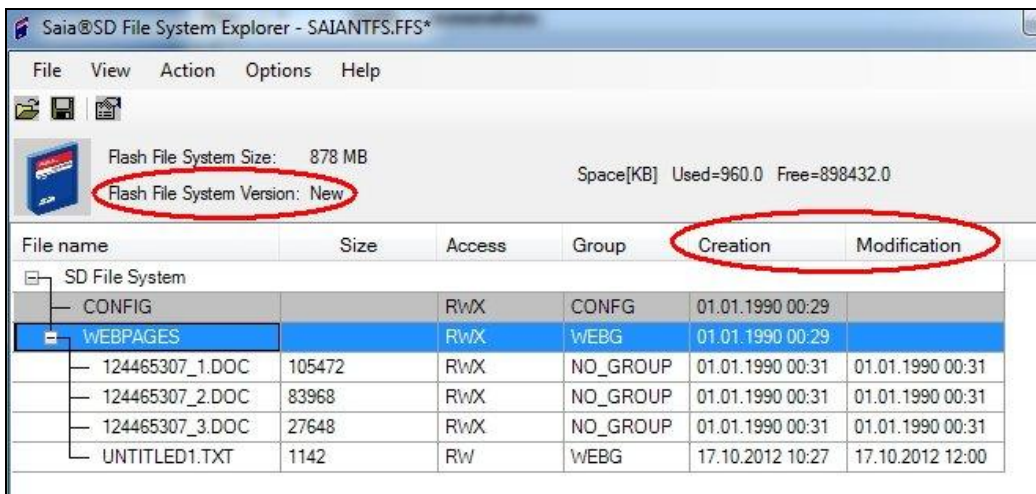 Saia®SD File System Explorer - SAIANTFS.FFS*
File View Action Options Help
Flash File System Size: 878 MB
Space[KB] Used=960.0 Free=898432.0
Flash File System Version: New
File name Size Access Group Creation Modification
SD File System
CONFIG RWX CONFG 01.01.1990 00:29
WEBPAGES RWX WEBG 01.01.1990 00:29
124465307_1.DOC 105472 RWX NO_GROUP 01.01.1990 00:31 01.01.1990 00:31
124465307_2.DOC 83968 RWX NO_GROUP 01.01.1990 00:31 01.01.1990 00:31
124465307_3.DOC 27648 RWX NO_GROUP 01.01.1990 00:31 01.01.1990 00:31
UNTITLED1.TXT 1142 RW WEBG 17.10.2012 10:27 17.10.2012 12:00